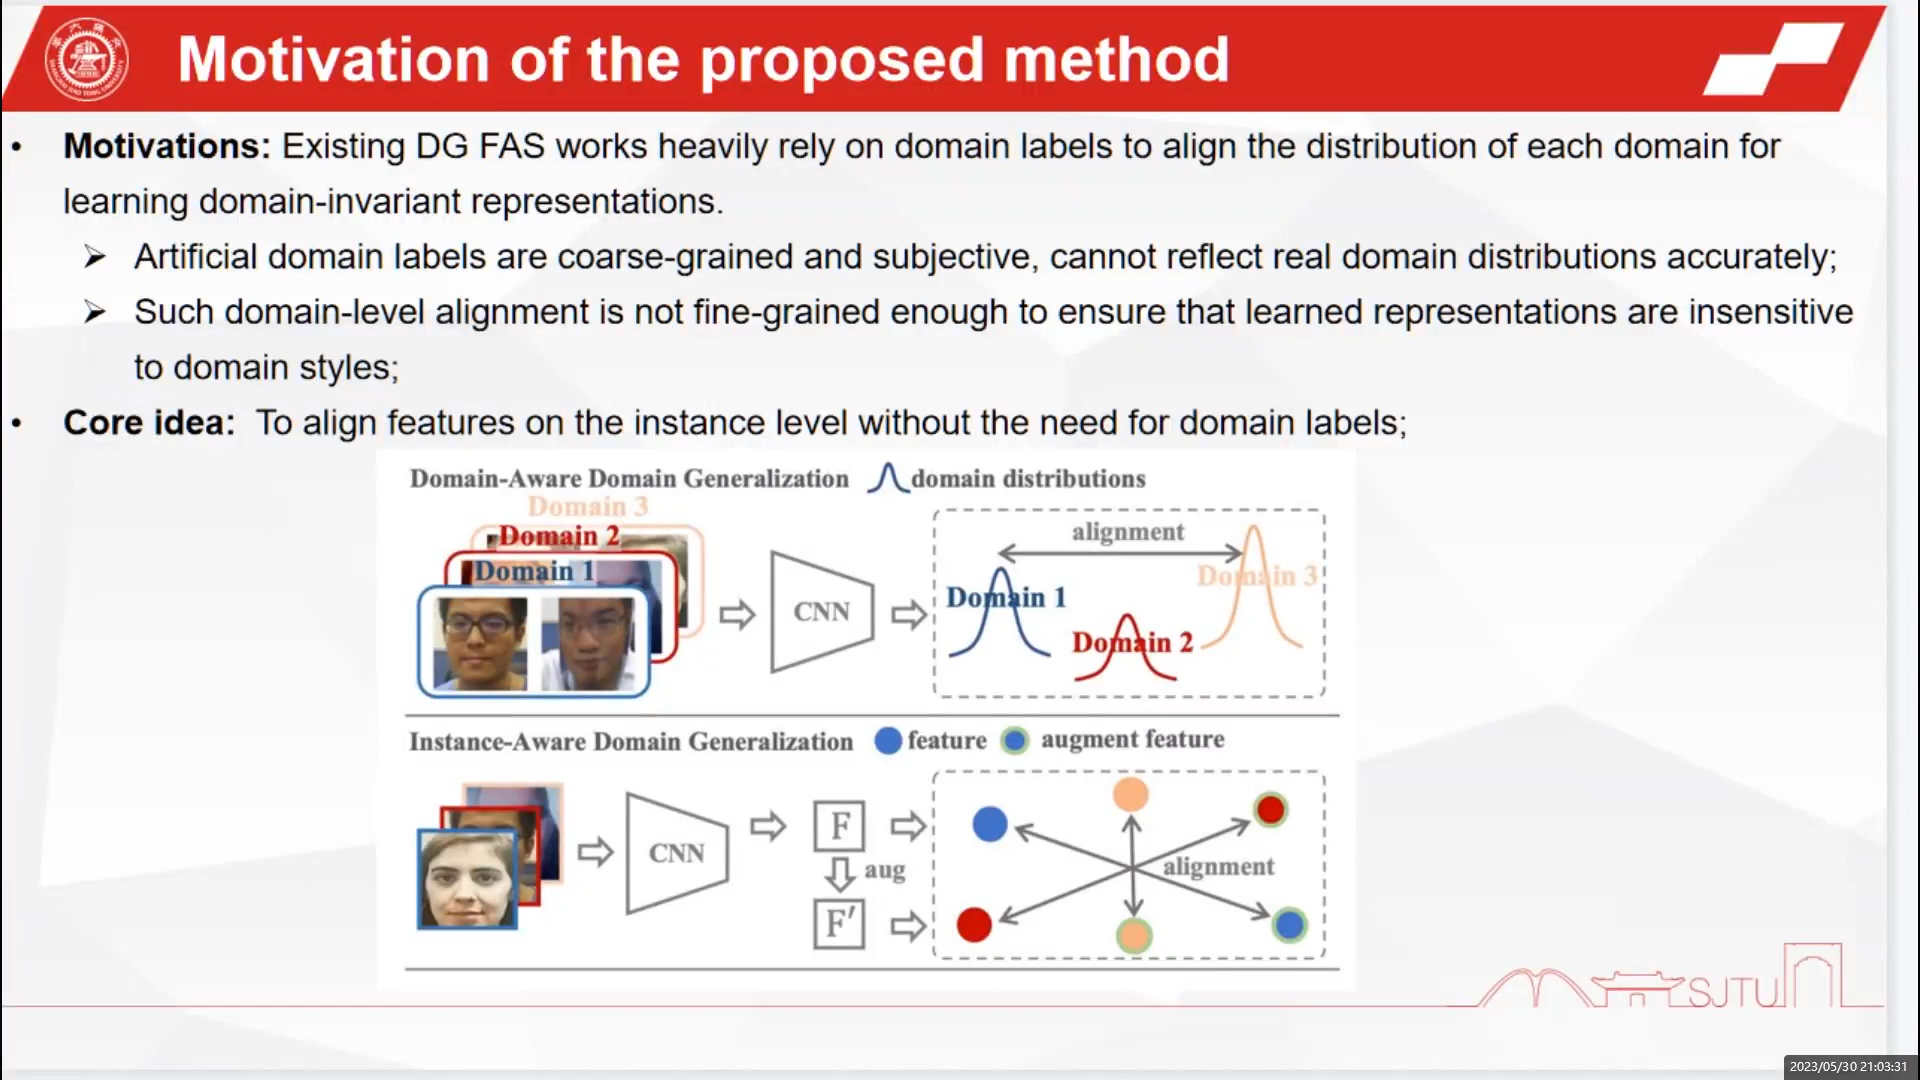 Motivation of the proposed method
• Motivations: Existing DG FAS works heavily rely on domain labels to align the distribution of each domain for
learning domain-invariant representations.
➢ Artificial domain labels are coarse-grained and subjective, cannot reflect real domain distributions accurately;
➢ Such domain-level alignment is not fine-grained enough to ensure that learned representations are insensitive
to domain styles;
• Core idea: To align features on the instance level without the need for domain labels;
Domain-Aware Domain Generalization domain distributions
Domain 3
Domain 2
Domain 1
CNN
alignment
Domain 1
Domain 2
Domain 3
Instance-Aware Domain Generalization feature augment feature
CNN
F
aug
F′
alignment
SJTU
2023/05/30 21:03:31